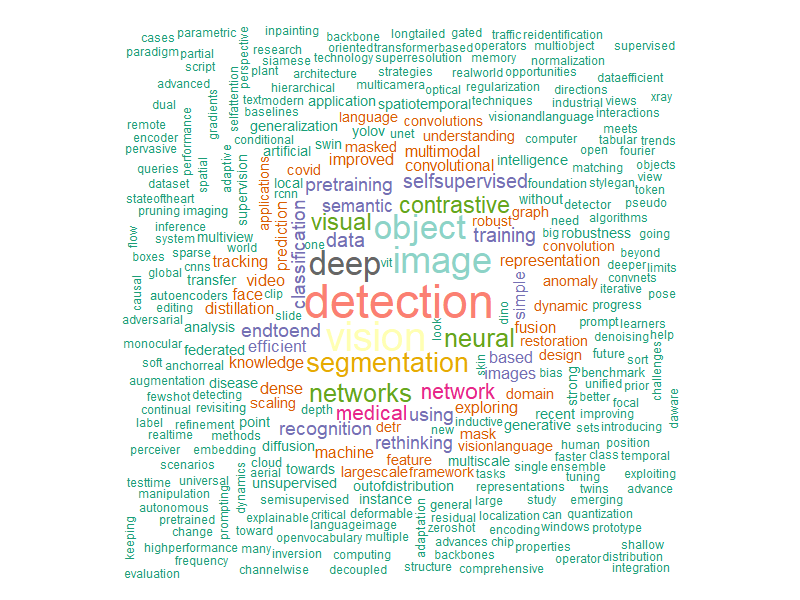 cases parametric inpainting backbone longtailed gated traffic reidentification
paradigm partial perspective research orientedtransformerbased operators multiobject supervised
script siamese technology superresolution memory normalization
advanced plant architecture strategies realworld opportunities dataefficient
hierarchical multicamera optical regularization directions
dual gradients selfattention textmodern application spatiotemporal techniques industrial views xray
remote performance baselines language convolutions visionandlanguage interactions
encoder generalization yolov unet understanding computer meets
pervasive conditional swin masked multimodal tabular trends
artificial improved convolutional intelligence open fourier
queries spatial adaptive supervision covid matching objects
dataset applications local pretraining selfsupervised foundation stylegan view
stateoftheart rcnn semantic contrastive without detector token pseudo
pruning imaging classification visual object robust graph need algorithms
flow inference prediction data training big robustness going
system multiview one deep image convolution beyond
boxes sparse world tracking vit representation deeper limits
cnns transfer video anomaly convnets
global causal autoencoders face clip detection simple iterative pose
editing distillation slide dino dynamic progress
adversarial analysis endtoend vision look neural fusion prompt learners
monocular efficient restoration denoising help
federated knowledge segmentation skin based design future sort challenges
soft anchorreal images bias benchmark
augmentation disease dense networks network domain strong unified prior
fewshot detecting better focal daware
continual revisiting scaling depth medical using exploring recent improving
label refinement point recognition detr inductive generative sets introducing
realtime methods new mask
perceiver embedding diffusion machine rethinking visionlanguage human position
cloud feature multiscale faster class temporal
scenarios aerial towards largescale framework tasks single ensemble
testtime universal dynamics unsupervised outofdistribution representations tuning exploiting
manipulation prompting semisupervised instance general large study twins advance
autonomous critical deformable adaptation residual localization can emerging quantization
pretrained explainable languageimage zeroshot encoding windows prototype
keeping change toward openvocabulary multiple advances chip properties
highperformance many inversion computing backbones operator shallow distribution
frequency channelwise decoupled structure comprehensive integration
evaluation